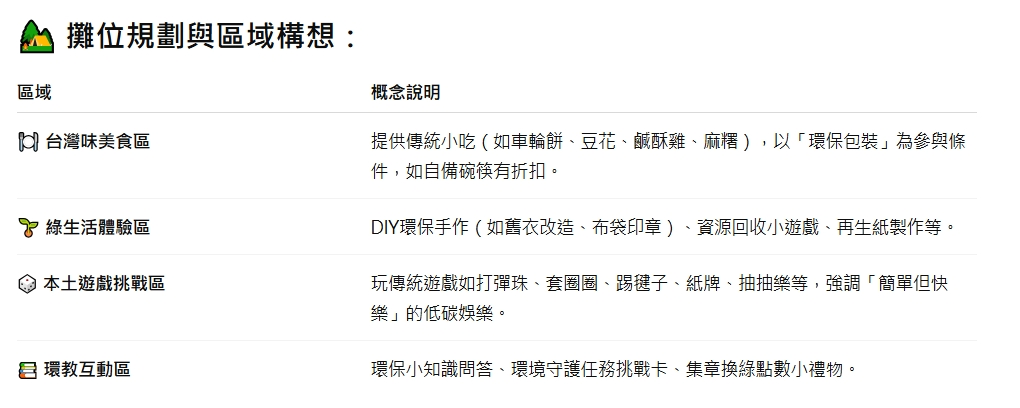 🏕️ 攤位規劃與區域構想：
區域 概念說明
🍽️ 台灣味美食區 提供傳統小吃（如車輪餅、豆花、鹹酥雞、麻糬），以「環保包裝」為參與條
件，如自備碗筷有折扣。
🌱 綠生活體驗區 DIY環保手作（如舊衣改造、布袋印章）、資源回收小遊戲、再生紙製作等。
🎲 本土遊戲挑戰區 玩傳統遊戲如打彈珠、套圈圈、踢毽子、紙牌、抽抽樂等，強調「簡單但快
樂」的低碳娛樂。
📚 環教互動區 環保小知識問答、環境守護任務挑戰卡、集章換綠點數小禮物。